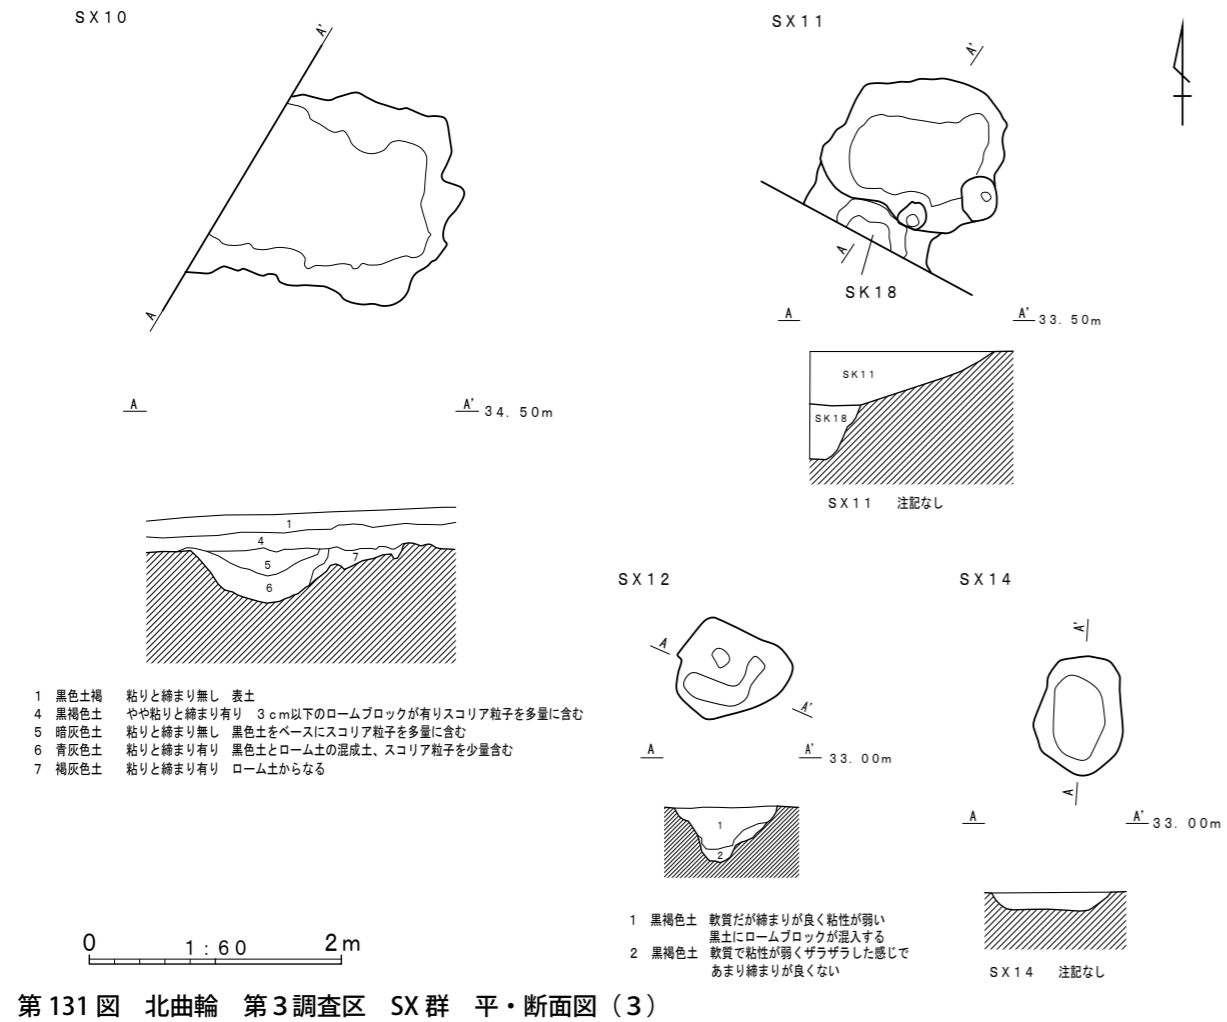 SX10
A'
A
A A' 34.50m
1
4
5
7
6
1 黒色土褐 粘りと締まり無し 表土
4 黒褐色土 やや粘りと締まり有り 3cm以下のロームブロックが有りスコリア粒子を多量に含む
5 暗灰色土 粘りと締まり無し 黒色土をベースにスコリア粒子を多量に含む
6 青灰色土 粘りと締まり有り 黒色土とローム土の混成土、スコリア粒子を少量含む
7 褐灰色土 粘りと締まり有り ローム土からなる
SX11
A'
A
SK18
A A' 33.50m
SK11
SK18
SX11 注記なし
SX12
A
A'
A A' 33.00m
1
2
1 黒褐色土 軟質だが締まりが良く粘性が弱い
黒土にロームブロックが混入する
2 黒褐色土 軟質で粘性が弱くザラザラした感じで
あまり締まりが良くない
SX14
A'
A
A A' 33.00m
SX14 注記なし
0 1:60 2m
第131図 北曲輪 第3調査区 SX群 平・断面図(3)